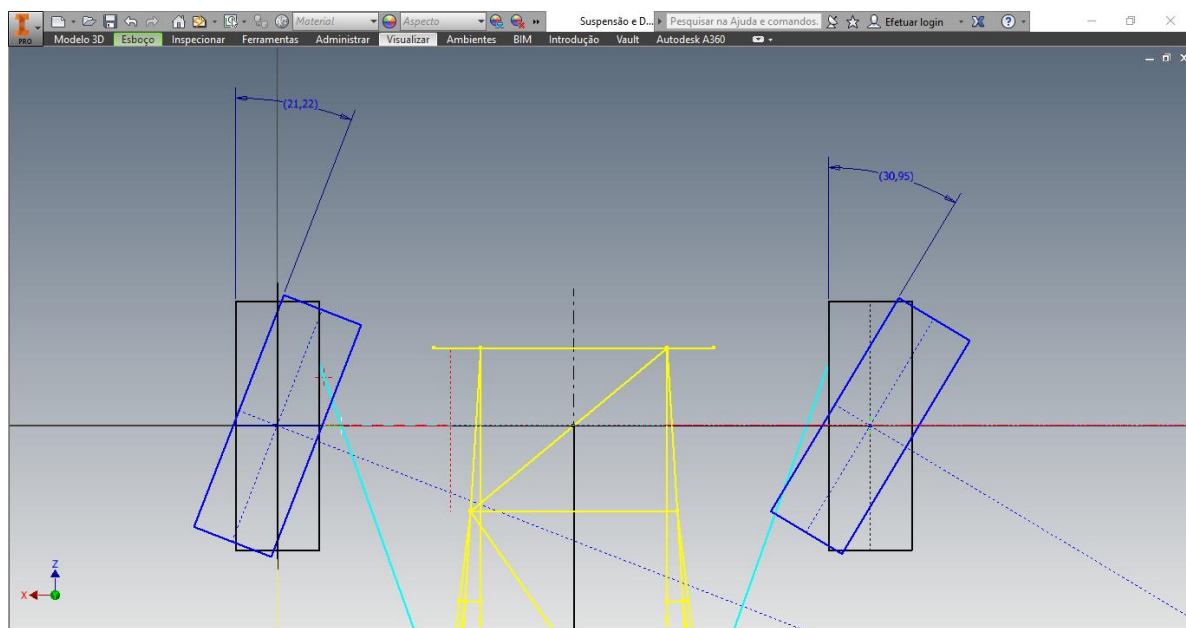 Material Aspecto Suspensão e D... Pesquisar na Ajuda e comandos. Efetuar login
PRO Modelo 3D Esboço Inspecionar Ferramentas Administrar Visualizar Ambientes BIM Introdução Vault Autodesk A360
(21,22)
(30,95)
Z
X